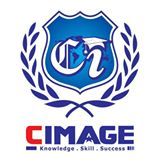 CIMAGE
Knowledge . Skill . Success